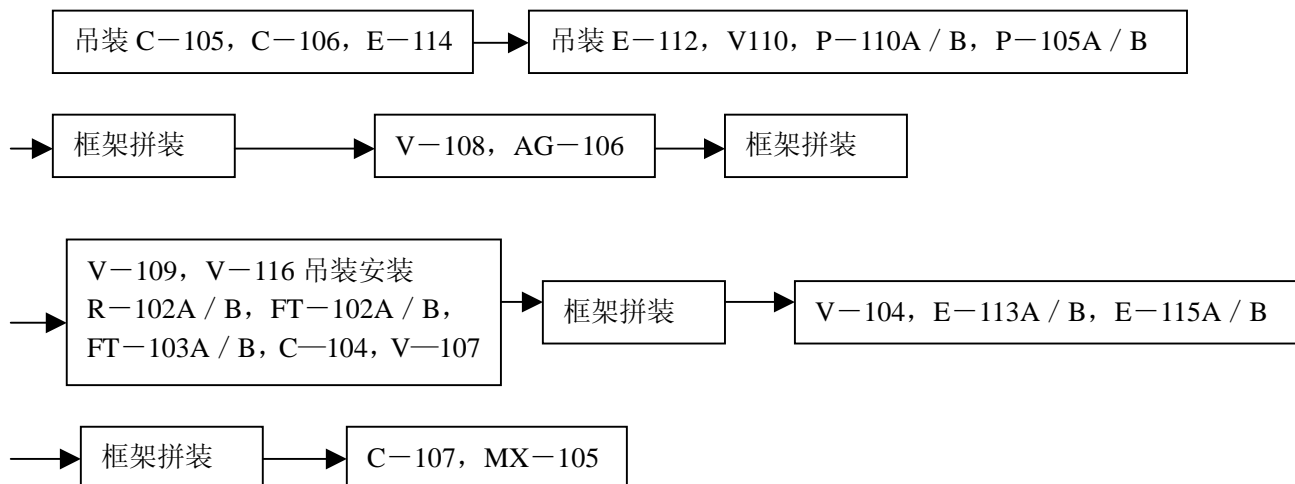 吊装 C－105，C－106，E－114
吊装 E－112，V110，P－110A／B，P－105A／B
框架拼装
V－108，AG－106
框架拼装
V－109，V－116 吊装安装
R－102A／B，FT－102A／B，
FT－103A／B，C—104，V—107
框架拼装
V－104，E－113A／B，E－115A／B
框架拼装
C－107，MX－105